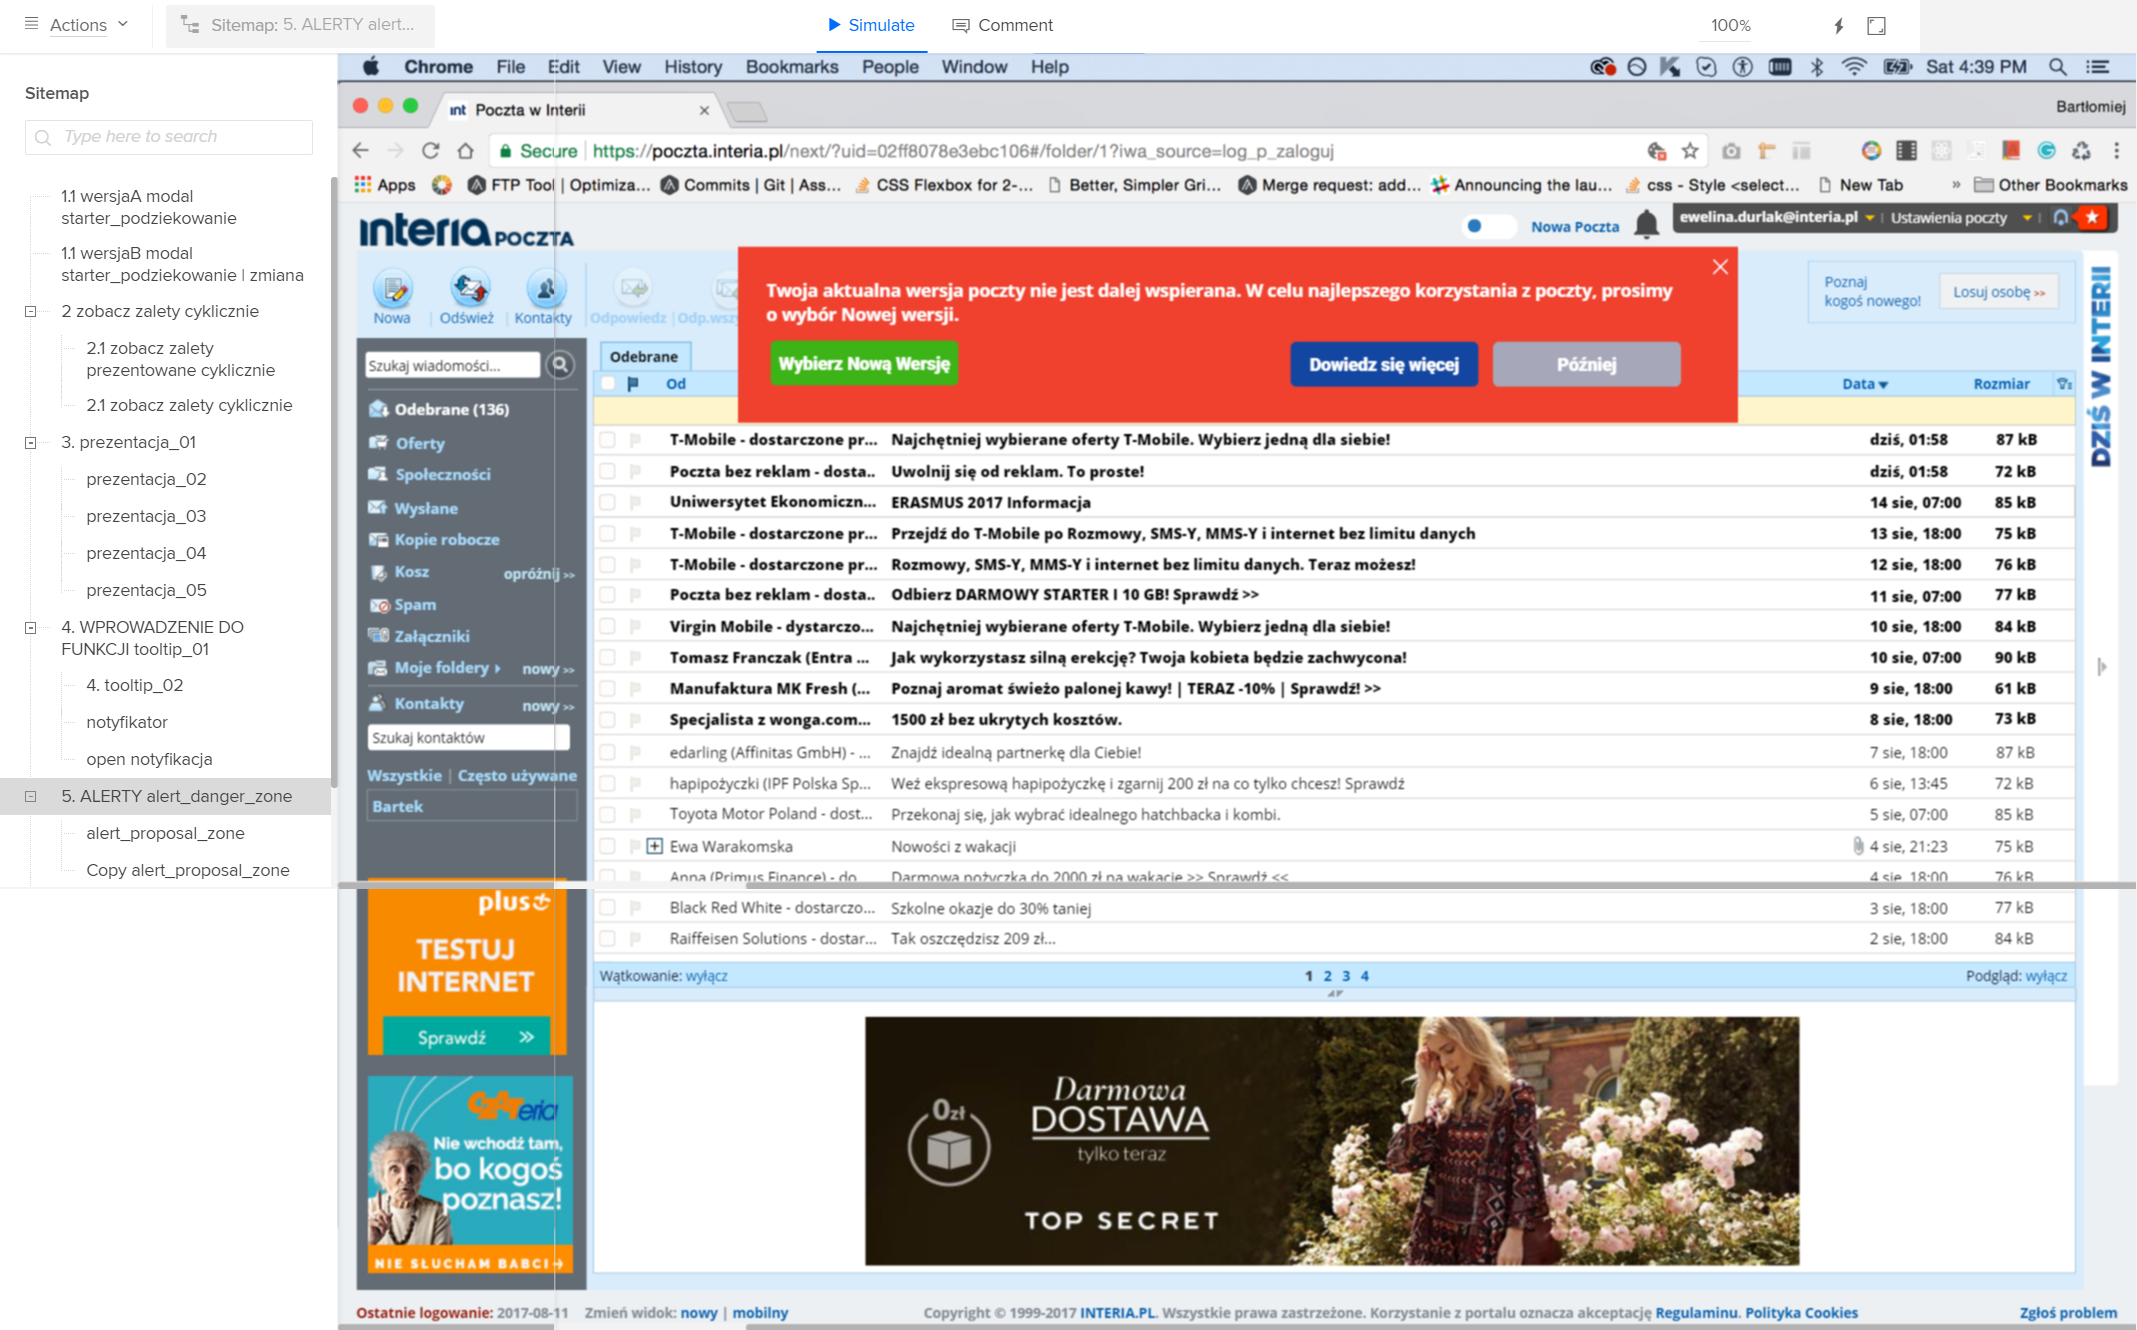 Actions
Sitemap: 5. ALERTY alert...
Simulate
Comment
100%
Sitemap
Type here to search
1.1 wersjaA modal
starter_podziekowanie
1.1 wersjaB modal
starter_podziekowanie | zmiana
2 zobacz zalety cyklicznie
2.1 zobacz zalety
prezentowane cyklicznie
2.1 zobacz zalety cyklicznie
3. prezentacja_01
prezentacja_02
prezentacja_03
prezentacja_04
prezentacja_05
4. WPROWADZENIE DO
FUNKCJI tooltip_01
4. tooltip_02
notyfikator
open notyfikacja
5. ALERTY alert_danger_zone
alert_proposal_zone
Copy alert_proposal_zone
Chrome File Edit View History Bookmarks People Window Help
Sat 4:39 PM
int Poczta w Interii
Bartłomiej
Secure https://poczta.interia.pl/next/?uid=02ff8078e3ebc106#/folder/1?iwa_source=log_p_zaloguj
Apps FTP Tool | Optimiza... Commits | Git | Ass... CSS Flexbox for 2-... Better, Simpler Gri... Merge request: add... Announcing the lau... css - Style <select... New Tab » Other Bookmarks
interia POCZTA
Nowa Poczta
ewelina.durlak@interia.pl Ustawienia poczty
Nowa | Odśwież | Kontakty Odpowiedz | Odp.wszy
Twoja aktualna wersja poczty nie jest dalej wspierana. W celu najlepszego korzystania z poczty, prosimy
o wybór Nowej wersji.
Wybierz Nową Wersję
Dowiedz się więcej
Później
Poznaj
kogoś nowego!
Losuj osobę >>
DZIŚ W INTERII
Szukaj wiadomości...
Odebrane (136)
Oferty
Społeczności
Wysłane
Kopie robocze
Kosz opróżnij >>
Spam
Załączniki
Moje foldery nowy >>
Kontakty nowy >>
Szukaj kontaktów
Wszystkie | Często używane
Bartek
Odebrane
Od Data Rozmiar
T-Mobile - dostarczone pr... Najchętniej wybierane oferty T-Mobile. Wybierz jedną dla siebie! dziś, 01:58 87 kB
Poczta bez reklam - dosta.. Uwolnij się od reklam. To proste! dziś, 01:58 72 kB
Uniwersytet Ekonomiczn... ERASMUS 2017 Informacja 14 sie, 07:00 85 kB
T-Mobile - dostarczone pr... Przejdź do T-Mobile po Rozmowy, SMS-Y, MMS-Y i internet bez limitu danych 13 sie, 18:00 75 kB
T-Mobile - dostarczone pr... Rozmowy, SMS-Y, MMS-Y i internet bez limitu danych. Teraz możesz! 12 sie, 18:00 76 kB
Poczta bez reklam - dosta.. Odbierz DARMOWY STARTER I 10 GB! Sprawdź >> 11 sie, 07:00 77 kB
Virgin Mobile - dystarczo... Najchętniej wybierane oferty T-Mobile. Wybierz jedną dla siebie! 10 sie, 18:00 84 kB
Tomasz Franczak (Entra ... Jak wykorzystasz silną erekcję? Twoja kobieta będzie zachwycona! 10 sie, 07:00 90 kB
Manufaktura MK Fresh (... Poznaj aromat świeżo palonej kawy! | TERAZ -10% | Sprawdź! >> 9 sie, 18:00 61 kB
Specjalista z wonga.com... 1500 zł bez ukrytych kosztów. 8 sie, 18:00 73 kB
edarling (Affinitas GmbH) - ... Znajdź idealną partnerkę dla Ciebie! 7 sie, 18:00 87 kB
hapipożyczki (IPF Polska Sp... Weź ekspresową hapipożyczkę i zgarnij 200 zł na co tylko chcesz! Sprawdź 6 sie, 13:45 72 kB
Toyota Motor Poland - dost... Przekonaj się, jak wybrać idealnego hatchbacka i kombi. 5 sie, 07:00 85 kB
Ewa Warakomska Nowości z wakacji 4 sie, 21:23 75 kB
Anna (Primus Finance) - do Darmowa pożyczka do 2000 zł na wakacje >> Sprawdź << 4 sie, 18:00 76 kB
Black Red White - dostarczo... Szkolne okazje do 30% taniej 3 sie, 18:00 77 kB
Raiffeisen Solutions - dostar... Tak oszczędzisz 209 zł... 2 sie, 18:00 84 kB
Wątkowanie: wyłącz 1 2 3 4 Podgląd: wyłącz
plus
TESTUJ
INTERNET
Sprawdź >>
czateria
Nie wchodź tam,
bo kogoś
poznasz!
NIE SŁUCHAM BABCI
0zł
Darmowa
DOSTAWA
tylko teraz
TOP SECRET
Ostatnie logowanie: 2017-08-11 Zmień widok: nowy | mobilny
Copyright © 1999-2017 INTERIA.PL. Wszystkie prawa zastrzeżone. Korzystanie z portalu oznacza akceptację Regulaminu. Polityka Cookies
Zgłoś problem